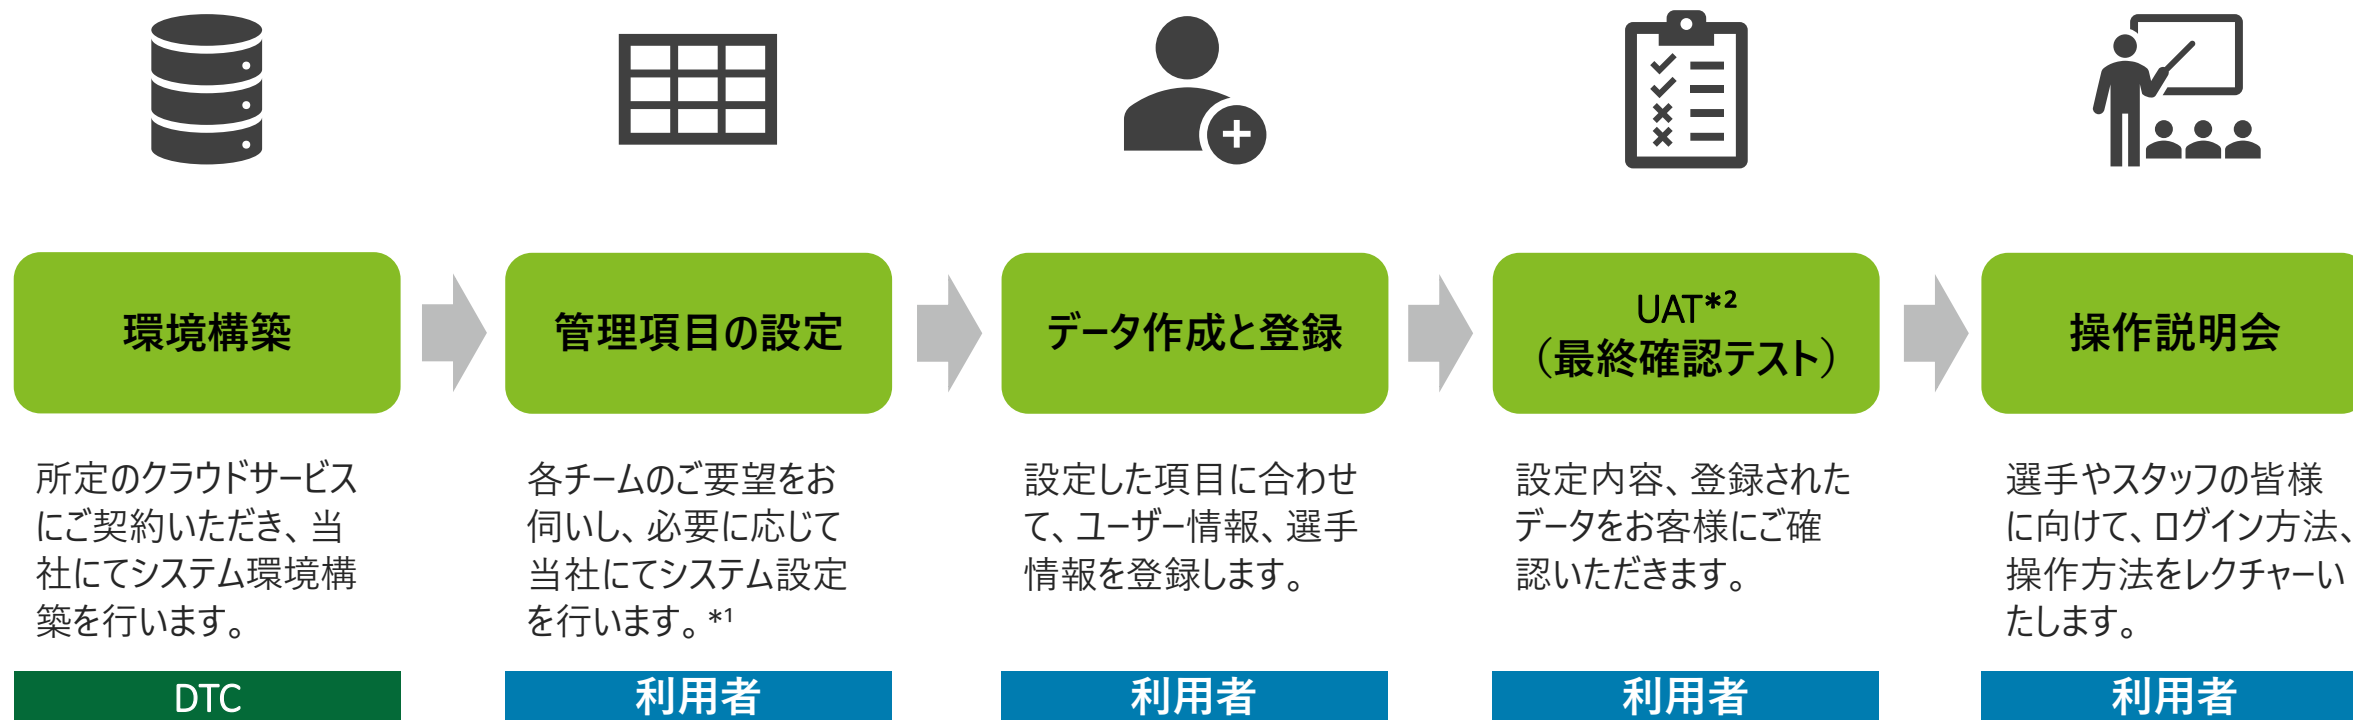 環境構築
管理項目の設定
データ作成と登録
UAT*2
（最終確認テスト）
操作説明会
所定のクラウドサービス
にご契約いただき、当
社にてシステム環境構
築を行います。
各チームのご要望をお
伺いし、必要に応じて
当社にてシステム設定
を行います。*1
設定した項目に合わせ
て、ユーザー情報、選手
情報を登録します。
設定内容、登録された
データをお客様にご確
認いただきます。
選手やスタッフの皆様
に向けて、ログイン方法、
操作方法をレクチャーい
たします。
DTC
利用者
利用者
利用者
利用者